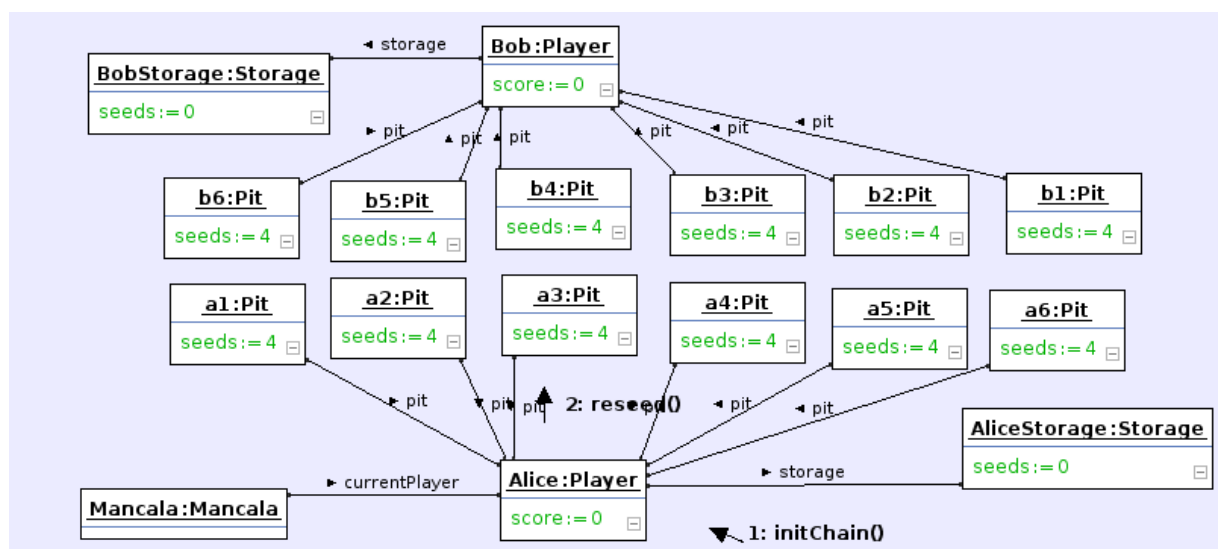 ◄ storage
Bob:Player
score:=0
BobStorage:Storage
seeds:=0
► pit
▲ pit
▲ pit
▲ pit
◄ pit
◄ pit
b6:Pit
seeds:=4
b5:Pit
seeds:=4
b4:Pit
seeds:=4
b3:Pit
seeds:=4
b2:Pit
seeds:=4
b1:Pit
seeds:=4
a1:Pit
seeds:=4
a2:Pit
seeds:=4
a3:Pit
seeds:=4
a4:Pit
seeds:=4
a5:Pit
seeds:=4
a6:Pit
seeds:=4
► pit
▼ pit
▼ pit
2: reseed()
pit
◄ pit
◄ pit
AliceStorage:Storage
seeds:=0
► storage
Alice:Player
score:=0
► currentPlayer
Mancala:Mancala
1: initChain()